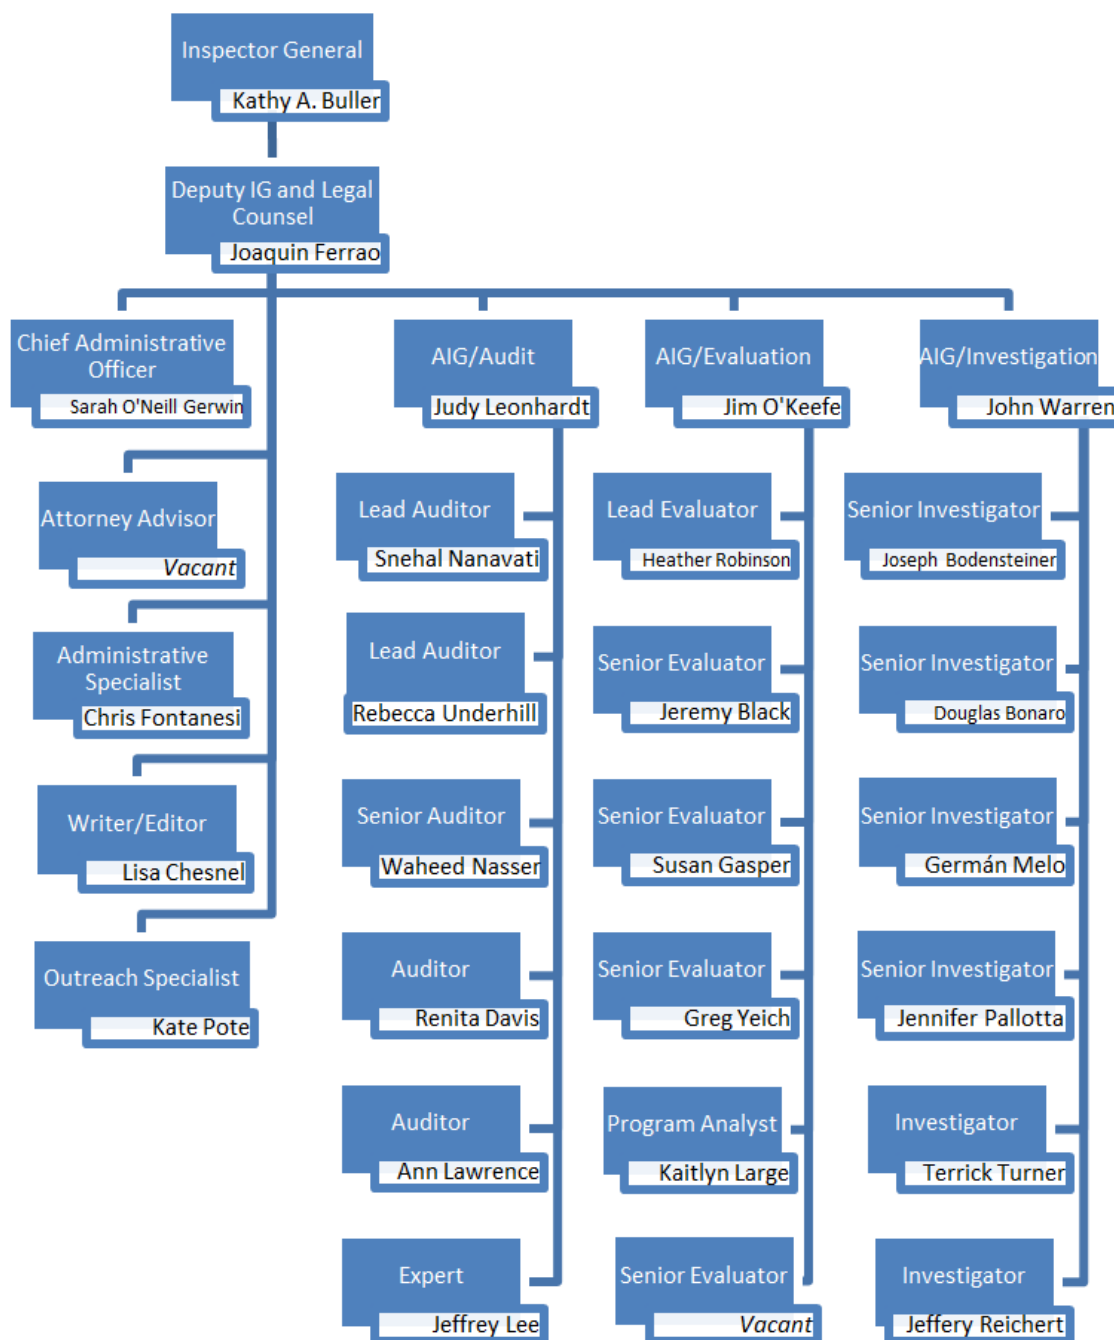 Inspector General
Kathy A. Buller
Deputy IG and Legal
Counsel
Joaquin Ferrao
Chief Administrative
Officer
Sarah O'Neill Gerwin
Attorney Advisor
Vacant
Administrative
Specialist
Chris Fontanesi
Writer/Editor
Lisa Chesnel
Outreach Specialist
Kate Pote
AIG/Audit
Judy Leonhardt
Lead Auditor
Snehal Nanavati
Lead Auditor
Rebecca Underhill
Senior Auditor
Waheed Nasser
Auditor
Renita Davis
Auditor
Ann Lawrence
Expert
Jeffrey Lee
AIG/Evaluation
Jim O'Keefe
Lead Evaluator
Heather Robinson
Senior Evaluator
Jeremy Black
Senior Evaluator
Susan Gasper
Senior Evaluator
Greg Yeich
Program Analyst
Kaitlyn Large
Senior Evaluator
Vacant
AIG/Investigation
John Warren
Senior Investigator
Joseph Bodensteiner
Senior Investigator
Douglas Bonaro
Senior Investigator
Germán Melo
Senior Investigator
Jennifer Pallotta
Investigator
Terrick Turner
Investigator
Jeffery Reichert